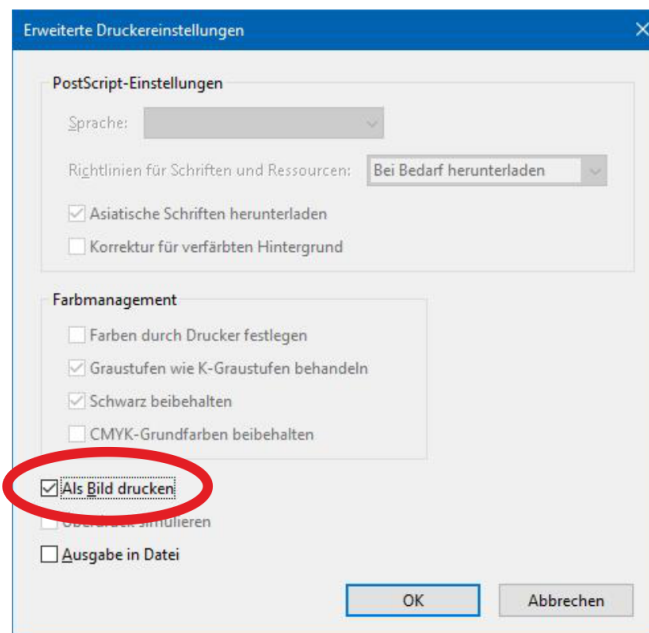 Erweiterte Druckereinstellungen
PostScript-Einstellungen
Sprache:
Richtlinien für Schriften und Ressourcen: Bei Bedarf herunterladen
Asiatische Schriften herunterladen
Korrektur für verfärbten Hintergrund
Farbmanagement
Farben durch Drucker festlegen
Graustufen wie K-Graustufen behandeln
Schwarz beibehalten
CMYK-Grundfarben beibehalten
Als Bild drucken
Überdruck simulieren
Ausgabe in Datei
OK Abbrechen